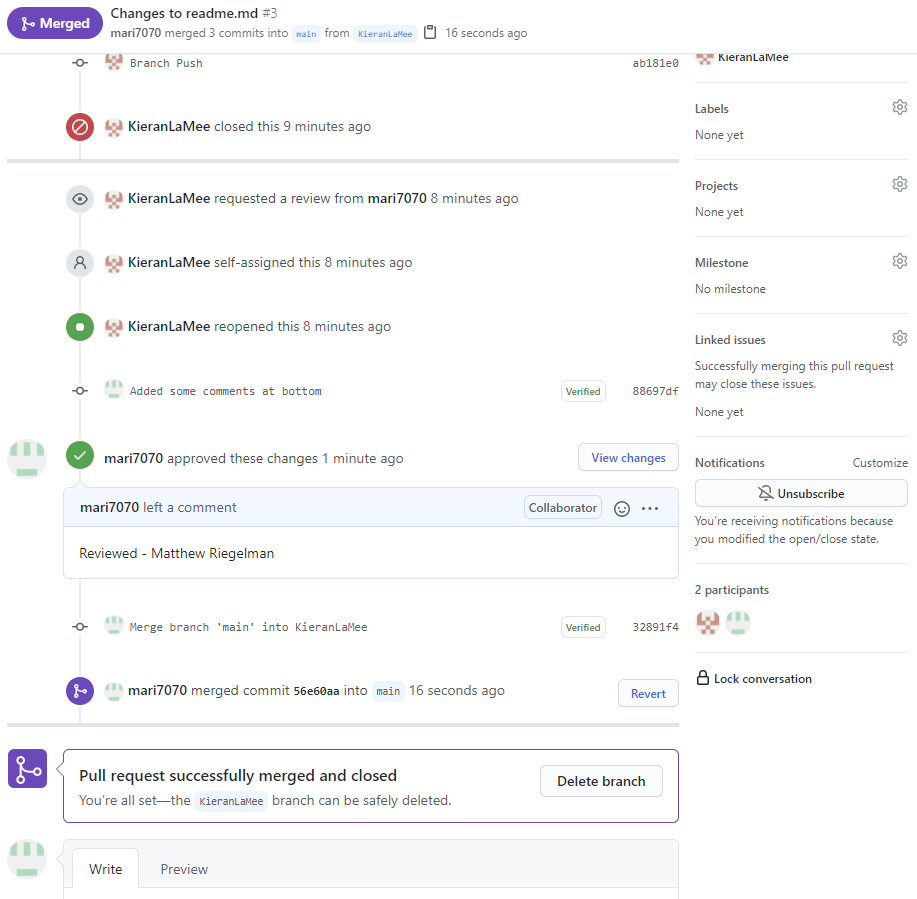 Merged
Changes to readme.md #3
mari7070 merged 3 commits into main from KieranLaMee 16 seconds ago
Branch Push ab181e0
KieranLaMee closed this 9 minutes ago
KieranLaMee requested a review from mari7070 8 minutes ago
KieranLaMee self-assigned this 8 minutes ago
KieranLaMee reopened this 8 minutes ago
Added some comments at bottom Verified 88697df
mari7070 approved these changes 1 minute ago View changes
mari7070 left a comment Collaborator
Reviewed - Matthew Riegelman
Merge branch 'main' into KieranLaMee Verified 32891f4
mari7070 merged commit 56e60aa into main 16 seconds ago Revert
Pull request successfully merged and closed
You're all set—the KieranLaMee branch can be safely deleted.
Delete branch
Write Preview
KieranLaMee
Labels
None yet
Projects
None yet
Milestone
No milestone
Linked issues
Successfully merging this pull request
may close these issues.
None yet
Notifications Customize
Unsubscribe
You're receiving notifications because
you modified the open/close state.
2 participants
Lock conversation